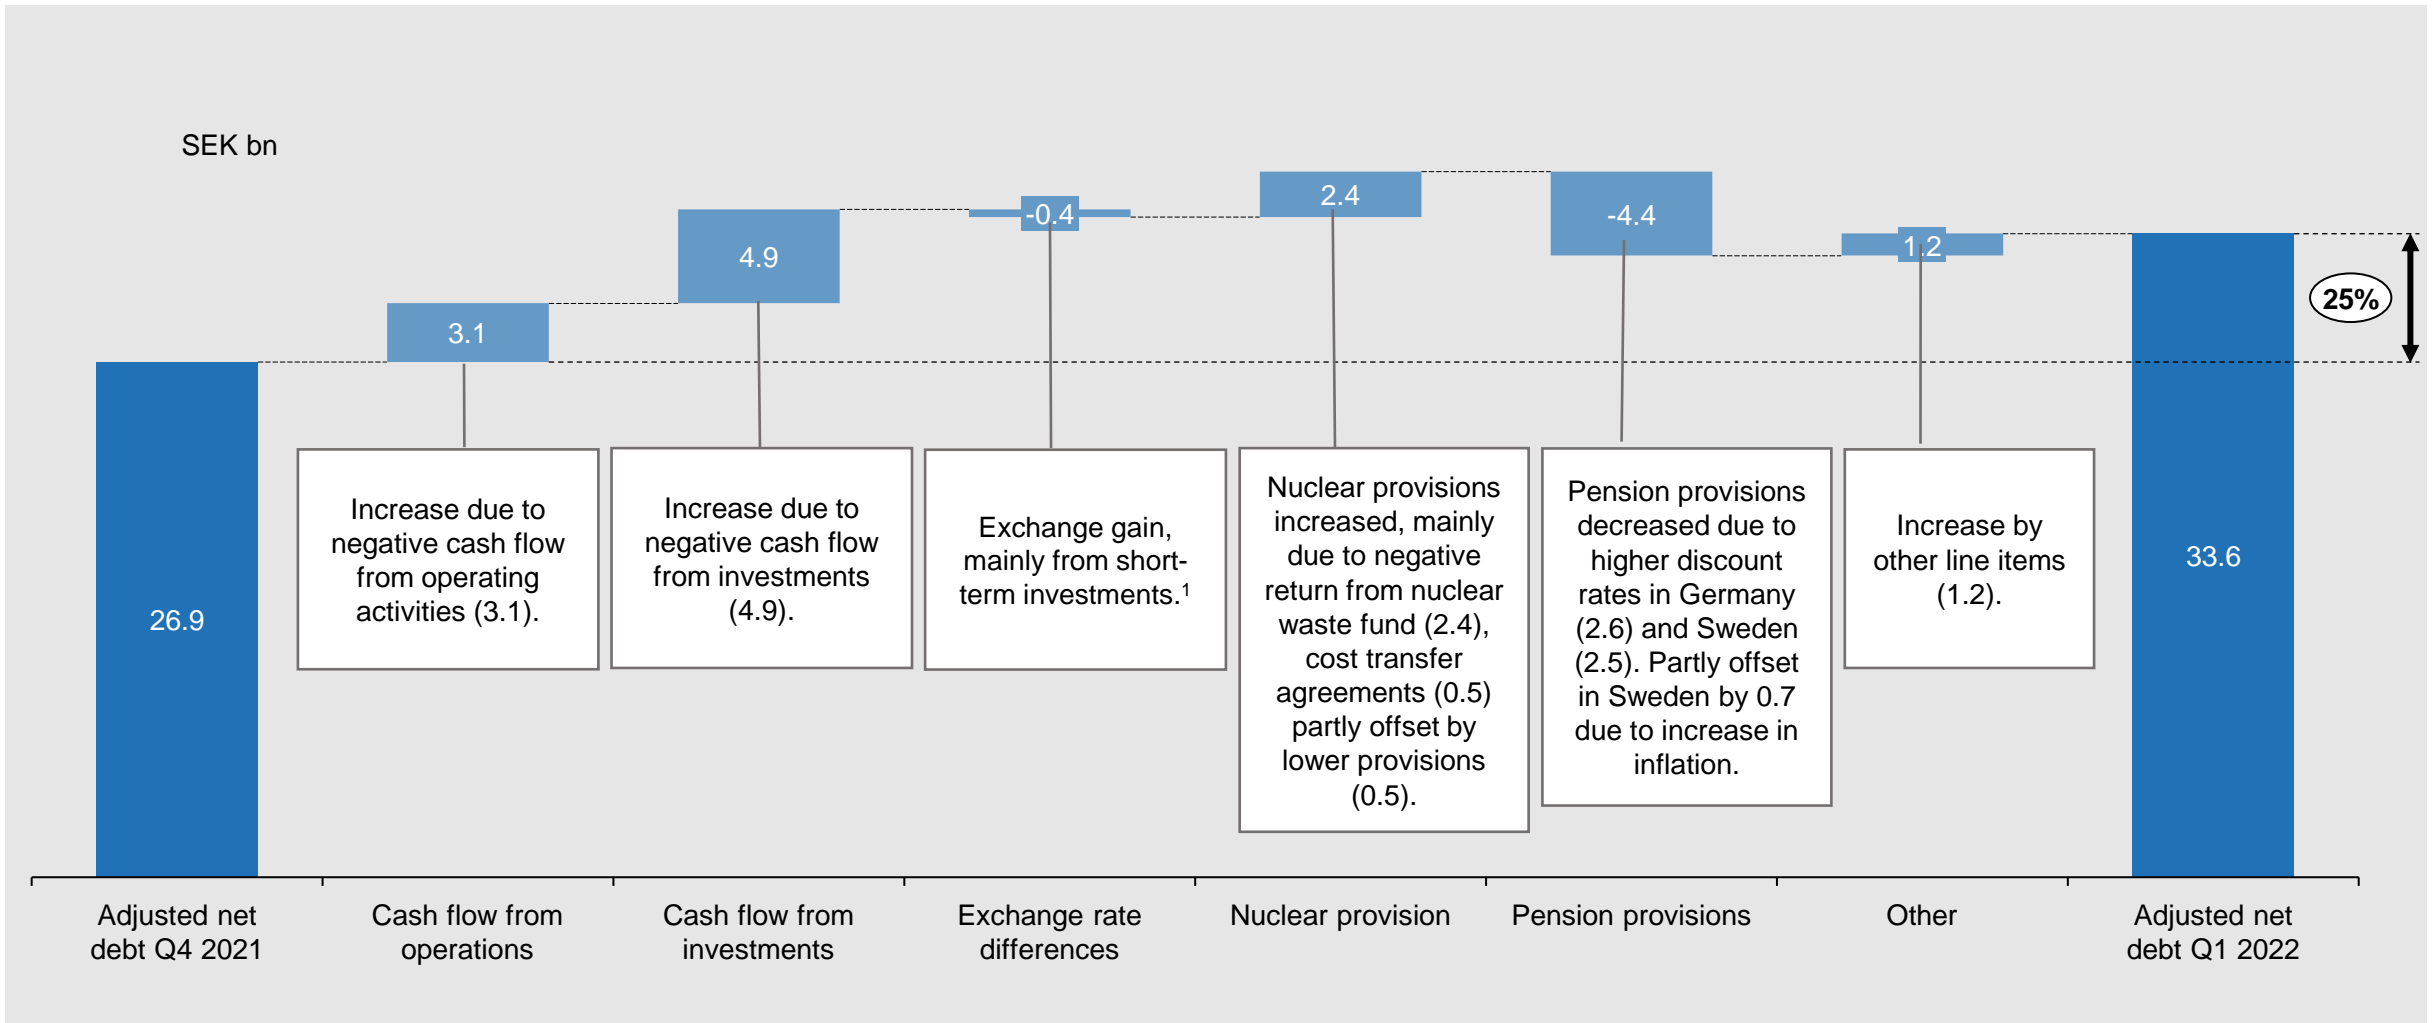 SEK bn
26.9
3.1
4.9
-0.4
2.4
-4.4
1.2
33.6
25%
Increase due to
negative cash flow
from operating
activities (3.1).
Increase due to
negative cash flow
from investments
(4.9).
Exchange gain,
mainly from short-
term investments.¹
Nuclear provisions
increased, mainly
due to negative
return from nuclear
waste fund (2.4),
cost transfer
agreements (0.5)
partly offset by
lower provisions
(0.5).
Pension provisions
decreased due to
higher discount
rates in Germany
(2.6) and Sweden
(2.5). Partly offset
in Sweden by 0.7
due to increase in
inflation.
Increase by
other line items
(1.2).
Adjusted net
debt Q4 2021
Cash flow from
operations
Cash flow from
investments
Exchange rate
differences
Nuclear provision
Pension provisions
Other
Adjusted net
debt Q1 2022